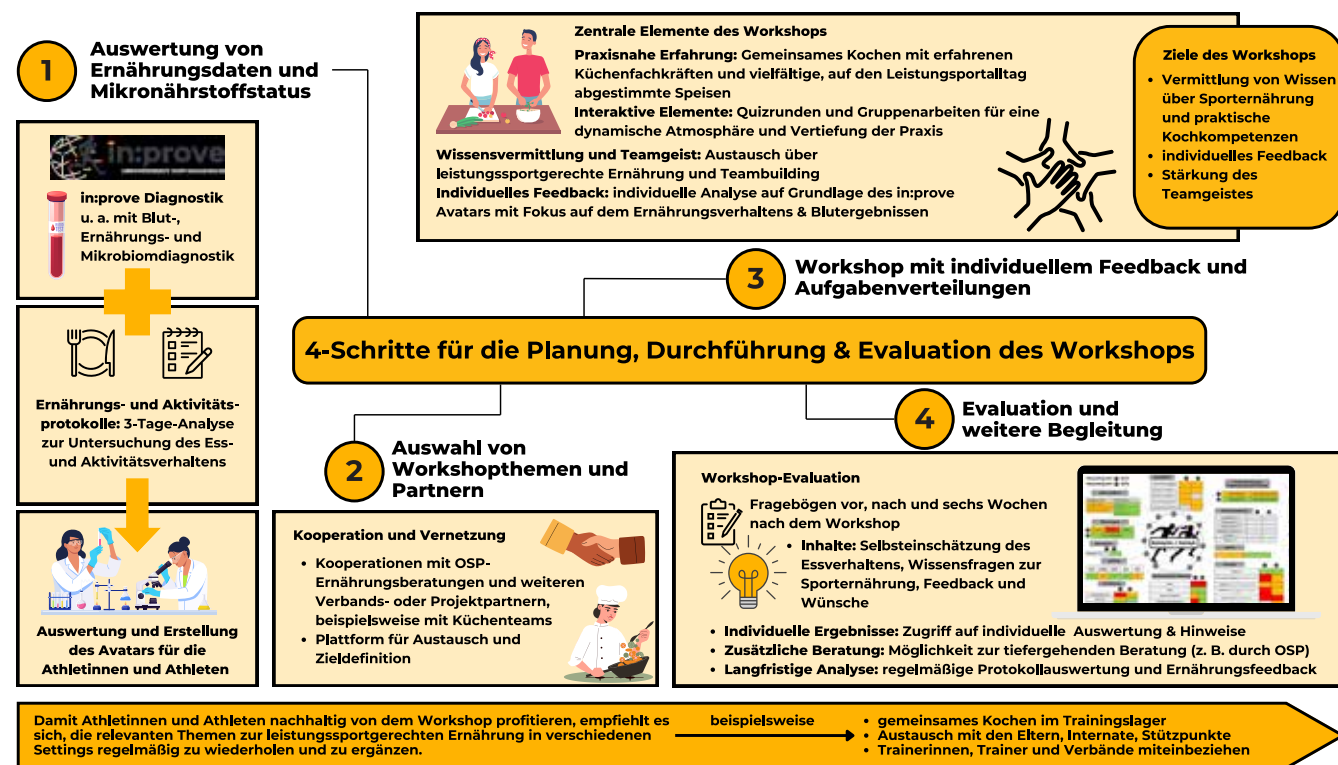 1
Auswertung von
Ernährungsdaten und
Mikronährstoffstatus
in:prove
in:prove Diagnostik
u. a. mit Blut-,
Ernährungs- und
Mikrobiomdiagnostik
Ernährungs- und Aktivitäts-
protokolle: 3-Tage-Analyse
zur Untersuchung des Ess-
und Aktivitätsverhaltens
Auswertung und Erstellung
des Avatars für die
Athletinnen und Athleten
Zentrale Elemente des Workshops
Praxisnahe Erfahrung: Gemeinsames Kochen mit erfahrenen
Küchenfachkräften und vielfältige, auf den Leistungsportalltag
abgestimmte Speisen
Interaktive Elemente: Quizrunden und Gruppenarbeiten für eine
dynamische Atmosphäre und Vertiefung der Praxis
Wissensvermittlung und Teamgeist: Austausch über
leistungssportgerechte Ernährung und Teambuilding
Individuelles Feedback: individuelle Analyse auf Grundlage des in:prove
Avatars mit Fokus auf dem Ernährungsverhaltens & Blutergebnissen
Ziele des Workshops
• Vermittlung von Wissen
über Sporternährung
und praktische
Kochkompetenzen
• individuelles Feedback
• Stärkung des
Teamgeistes
3
Workshop mit individuellem Feedback und
Aufgabenverteilungen
4-Schritte für die Planung, Durchführung & Evaluation des Workshops
2
Auswahl von
Workshopthemen und
Partnern
Kooperation und Vernetzung
• Kooperationen mit OSP-
Ernährungsberatungen und weiteren
Verbands- oder Projektpartnern,
beispielsweise mit Küchenteams
• Plattform für Austausch und
Zieldefinition
4
Evaluation und
weitere Begleitung
Workshop-Evaluation
Fragebögen vor, nach und sechs Wochen
nach dem Workshop
• Inhalte: Selbsteinschätzung des
Essverhaltens, Wissensfragen zur
Sporternährung, Feedback und
Wünsche
• Individuelle Ergebnisse: Zugriff auf individuelle Auswertung & Hinweise
• Zusätzliche Beratung: Möglichkeit zur tiefergehenden Beratung (z. B. durch OSP)
• Langfristige Analyse: regelmäßige Protokollauswertung und Ernährungsfeedback
Damit Athletinnen und Athleten nachhaltig von dem Workshop profitieren, empfiehlt es
sich, die relevanten Themen zur leistungssportgerechten Ernährung in verschiedenen
Settings regelmäßig zu wiederholen und zu ergänzen.
beispielsweise
• gemeinsames Kochen im Trainingslager
• Austausch mit den Eltern, Internate, Stützpunkte
• Trainerinnen, Trainer und Verbände miteinbeziehen